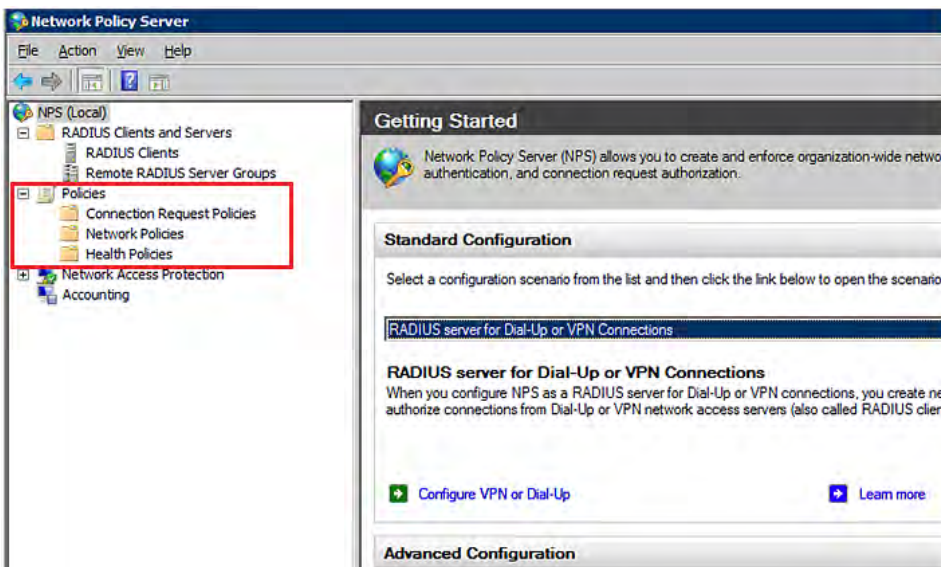 Network Policy Server
File Action View Help
NPS (Local)
RADIUS Clients and Servers
RADIUS Clients
Remote RADIUS Server Groups
Policies
Connection Request Policies
Network Policies
Health Policies
Network Access Protection
Accounting
Getting Started
Network Policy Server (NPS) allows you to create and enforce organization-wide netwo
authentication, and connection request authorization.
Standard Configuration
Select a configuration scenario from the list and then click the link below to open the scenario
RADIUS server for Dial-Up or VPN Connections
RADIUS server for Dial-Up or VPN Connections
When you configure NPS as a RADIUS server for Dial-Up or VPN connections, you create ne
authorize connections from Dial-Up or VPN network access servers (also called RADIUS clien
Configure VPN or Dial-Up Learn more
Advanced Configuration